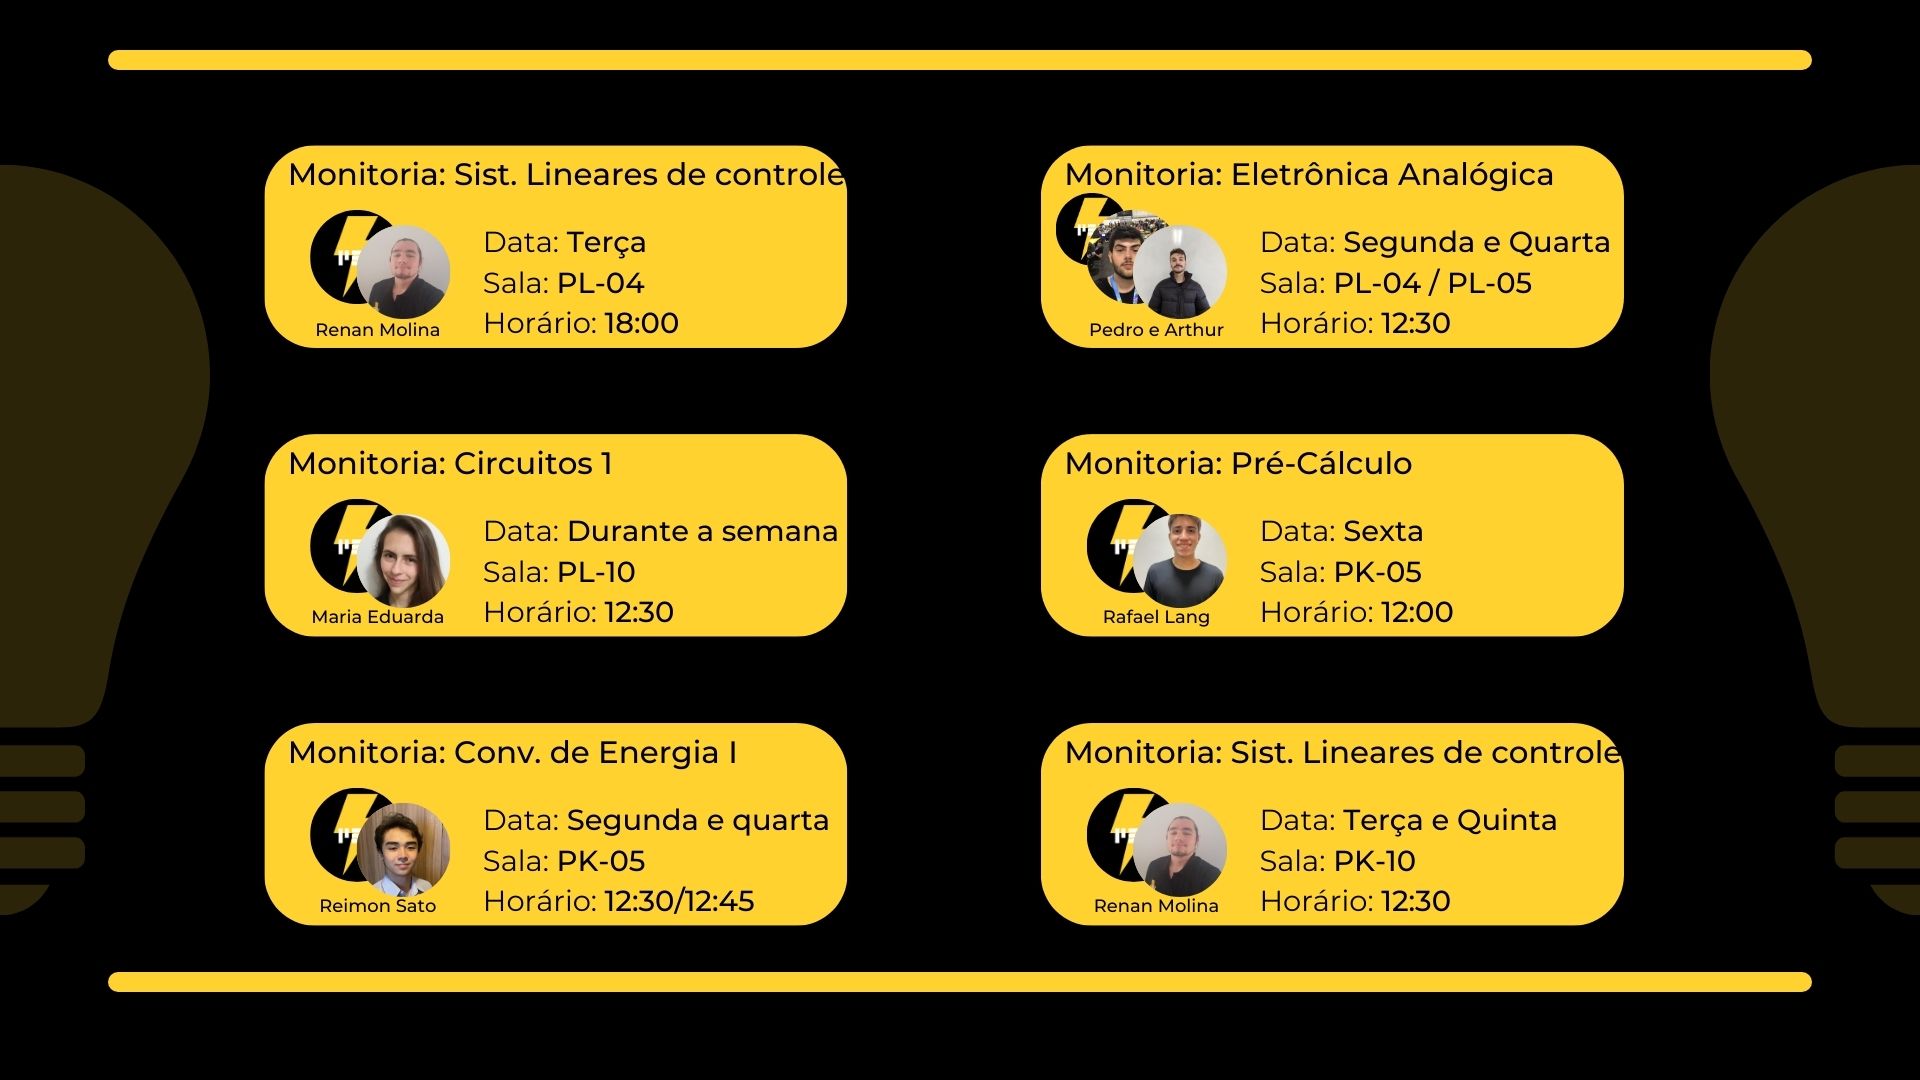 Monitoria: Sist. Lineares de controle
Data: Terça
Sala: PL-04
Horário: 18:00
Renan Molina
Monitoria: Eletrônica Analógica
Data: Segunda e Quarta
Sala: PL-04 / PL-05
Horário: 12:30
Pedro e Arthur
Monitoria: Circuitos 1
Data: Durante a semana
Sala: PL-10
Horário: 12:30
Maria Eduarda
Monitoria: Pré-Cálculo
Data: Sexta
Sala: PK-05
Horário: 12:00
Rafael Lang
Monitoria: Conv. de Energia I
Data: Segunda e quarta
Sala: PK-05
Horário: 12:30/12:45
Reimon Sato
Monitoria: Sist. Lineares de controle
Data: Terça e Quinta
Sala: PK-10
Horário: 12:30
Renan Molina